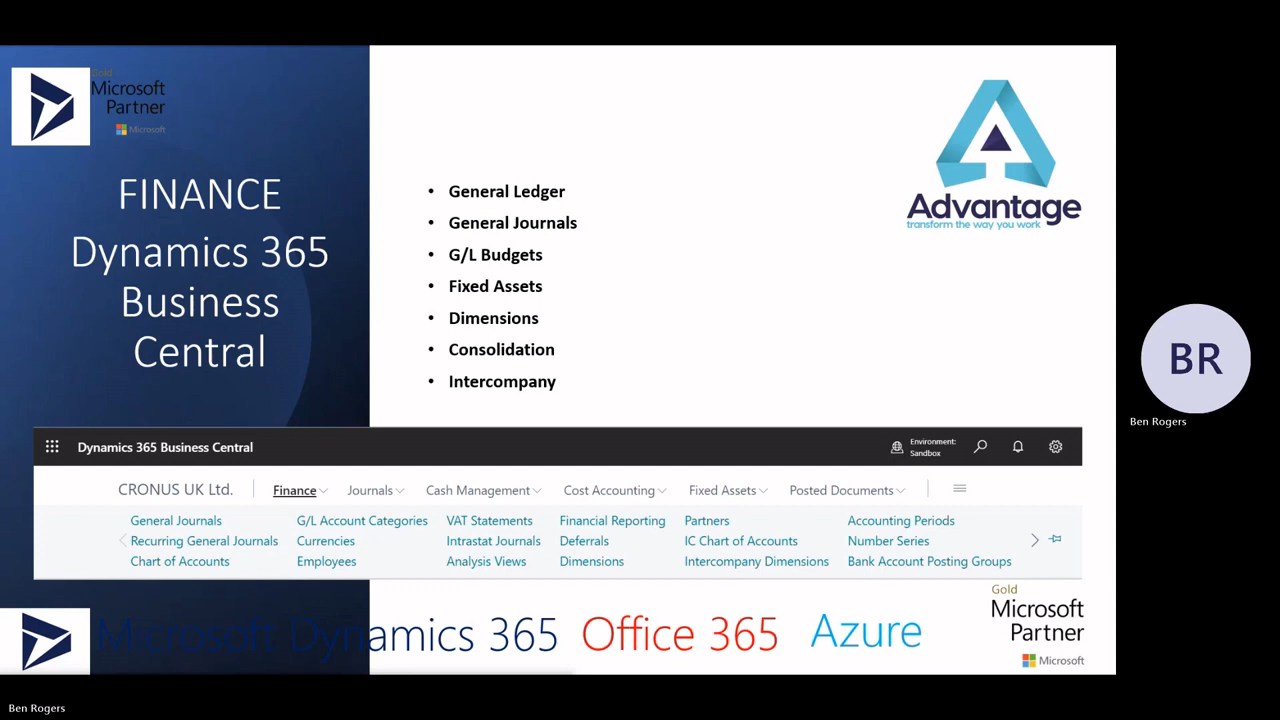 Gold
Microsoft
Partner
Microsoft
FINANCE
Dynamics 365
Business
Central
• General Ledger
• General Journals
• G/L Budgets
• Fixed Assets
• Dimensions
• Consolidation
• Intercompany
Advantage
transform the way you work
BR
Ben Rogers
Dynamics 365 Business Central
Environment:
Sandbox
CRONUS UK Ltd. Finance Journals Cash Management Cost Accounting Fixed Assets Posted Documents
General Journals G/L Account Categories VAT Statements Financial Reporting Partners Accounting Periods
Recurring General Journals Currencies Intrastat Journals Deferrals IC Chart of Accounts Number Series
Chart of Accounts Employees Analysis Views Dimensions Intercompany Dimensions Bank Account Posting Groups
Microsoft Dynamics 365 Office 365 Azure
Gold
Microsoft
Partner
Microsoft
Ben Rogers